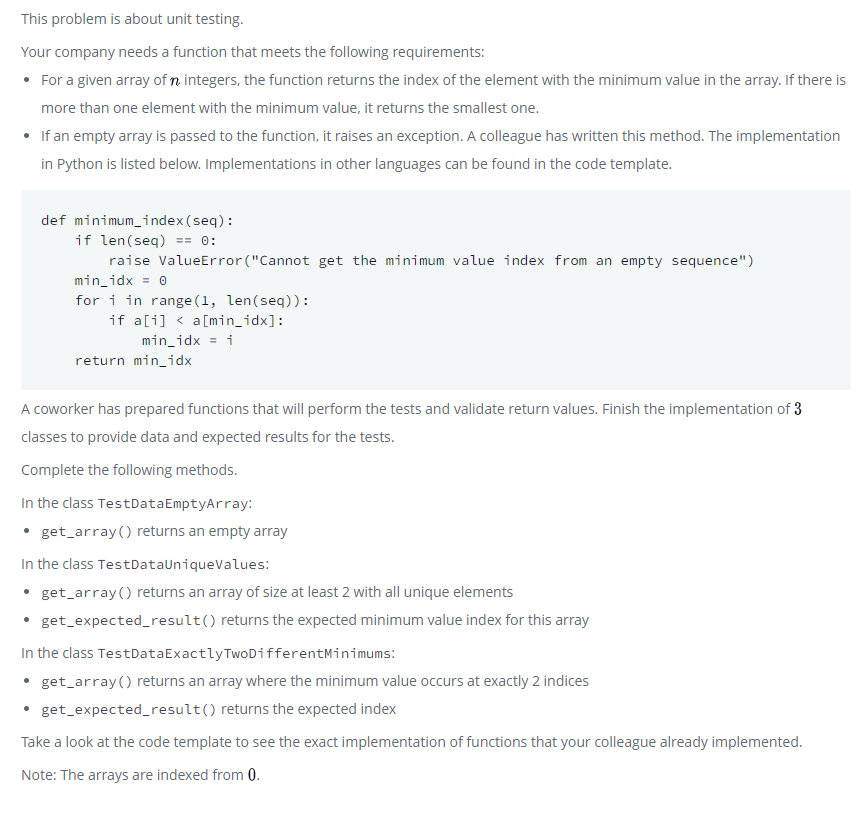 This problem is about unit testing.
Your company needs a function that meets the following requirements:
• For a given array of n integers, the function returns the index of the element with the minimum value in the array. If there is
more than one element with the minimum value, it returns the smallest one.
• If an empty array is passed to the function, it raises an exception. A colleague has written this method. The implementation
in Python is listed below. Implementations in other languages can be found in the code template.
def minimum_index(seq):
    if len(seq) == 0:
        raise ValueError("Cannot get the minimum value index from an empty sequence")
    min_idx = 0
    for i in range(1, len(seq)):
        if a[i] < a[min_idx]:
            min_idx = i
    return min_idx
A coworker has prepared functions that will perform the tests and validate return values. Finish the implementation of 3
classes to provide data and expected results for the tests.
Complete the following methods.
In the class TestDataEmptyArray:
• get_array() returns an empty array
In the class TestDataUniqueValues:
• get_array() returns an array of size at least 2 with all unique elements
• get_expected_result() returns the expected minimum value index for this array
In the class TestDataExactlyTwoDifferentMinimums:
• get_array() returns an array where the minimum value occurs at exactly 2 indices
• get_expected_result() returns the expected index
Take a look at the code template to see the exact implementation of functions that your colleague already implemented.
Note: The arrays are indexed from 0.